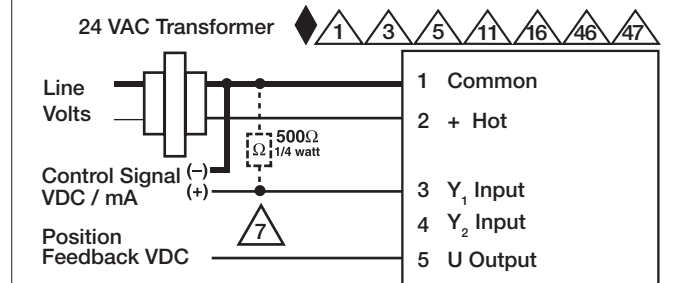 24 VAC Transformer 1 3 5 11 16 46 47
Line
Volts
1 Common
2 + Hot
500Ω
1/4 watt
Ω
Control Signal (–)
VDC / mA (+)
3 Y1 Input
7
4 Y2 Input
Position
Feedback VDC
5 U Output